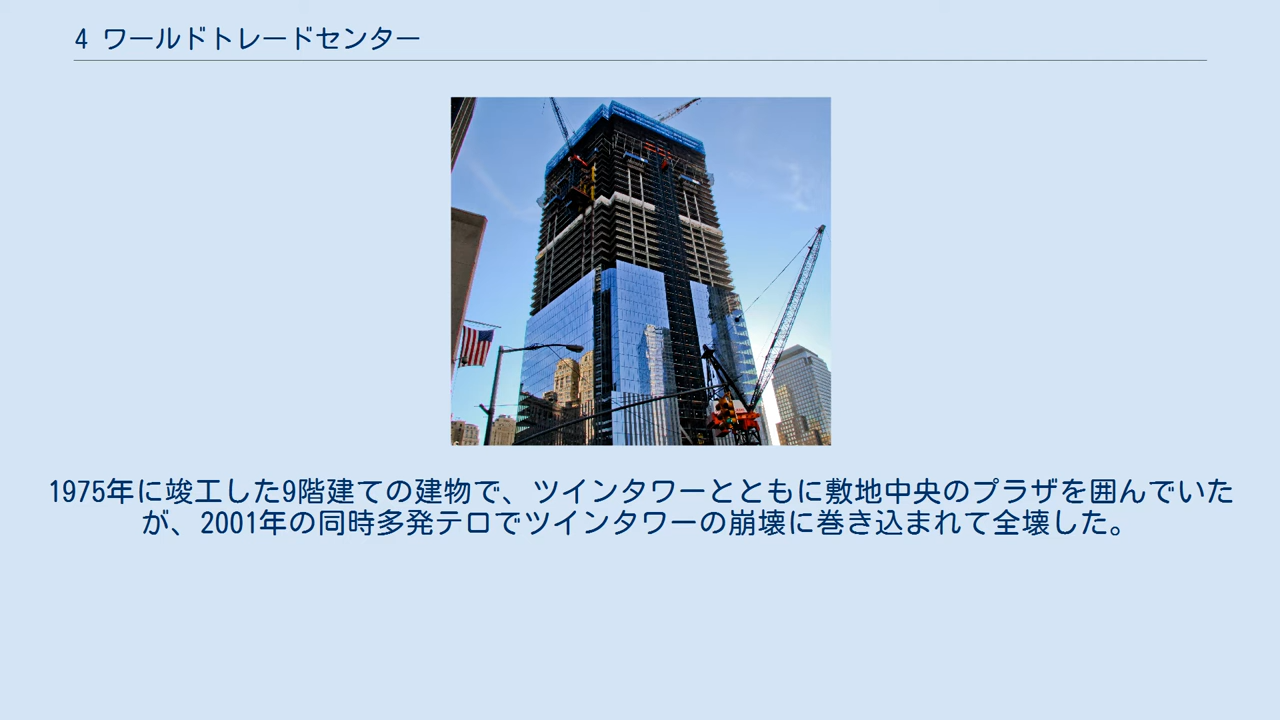 4 ワールドトレードセンター
1975年に竣工した9階建ての建物で、ツインタワーとともに敷地中央のプラザを囲んでいた
が、2001年の同時多発テロでツインタワーの崩壊に巻き込まれて全壊した。